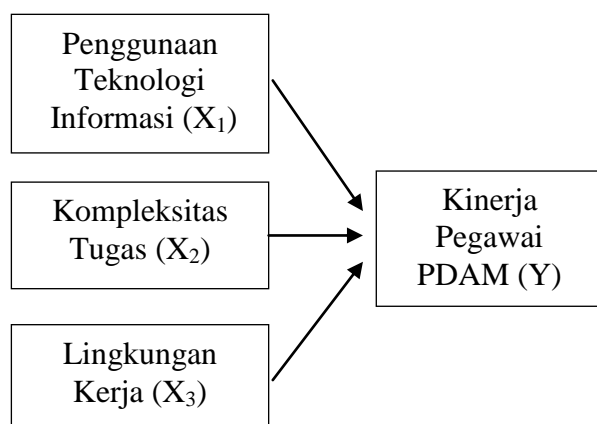 Penggunaan
Teknologi
Informasi (X₁)
Kompleksitas
Tugas (X₂)
Lingkungan
Kerja (X₃)
Kinerja
Pegawai
PDAM (Y)